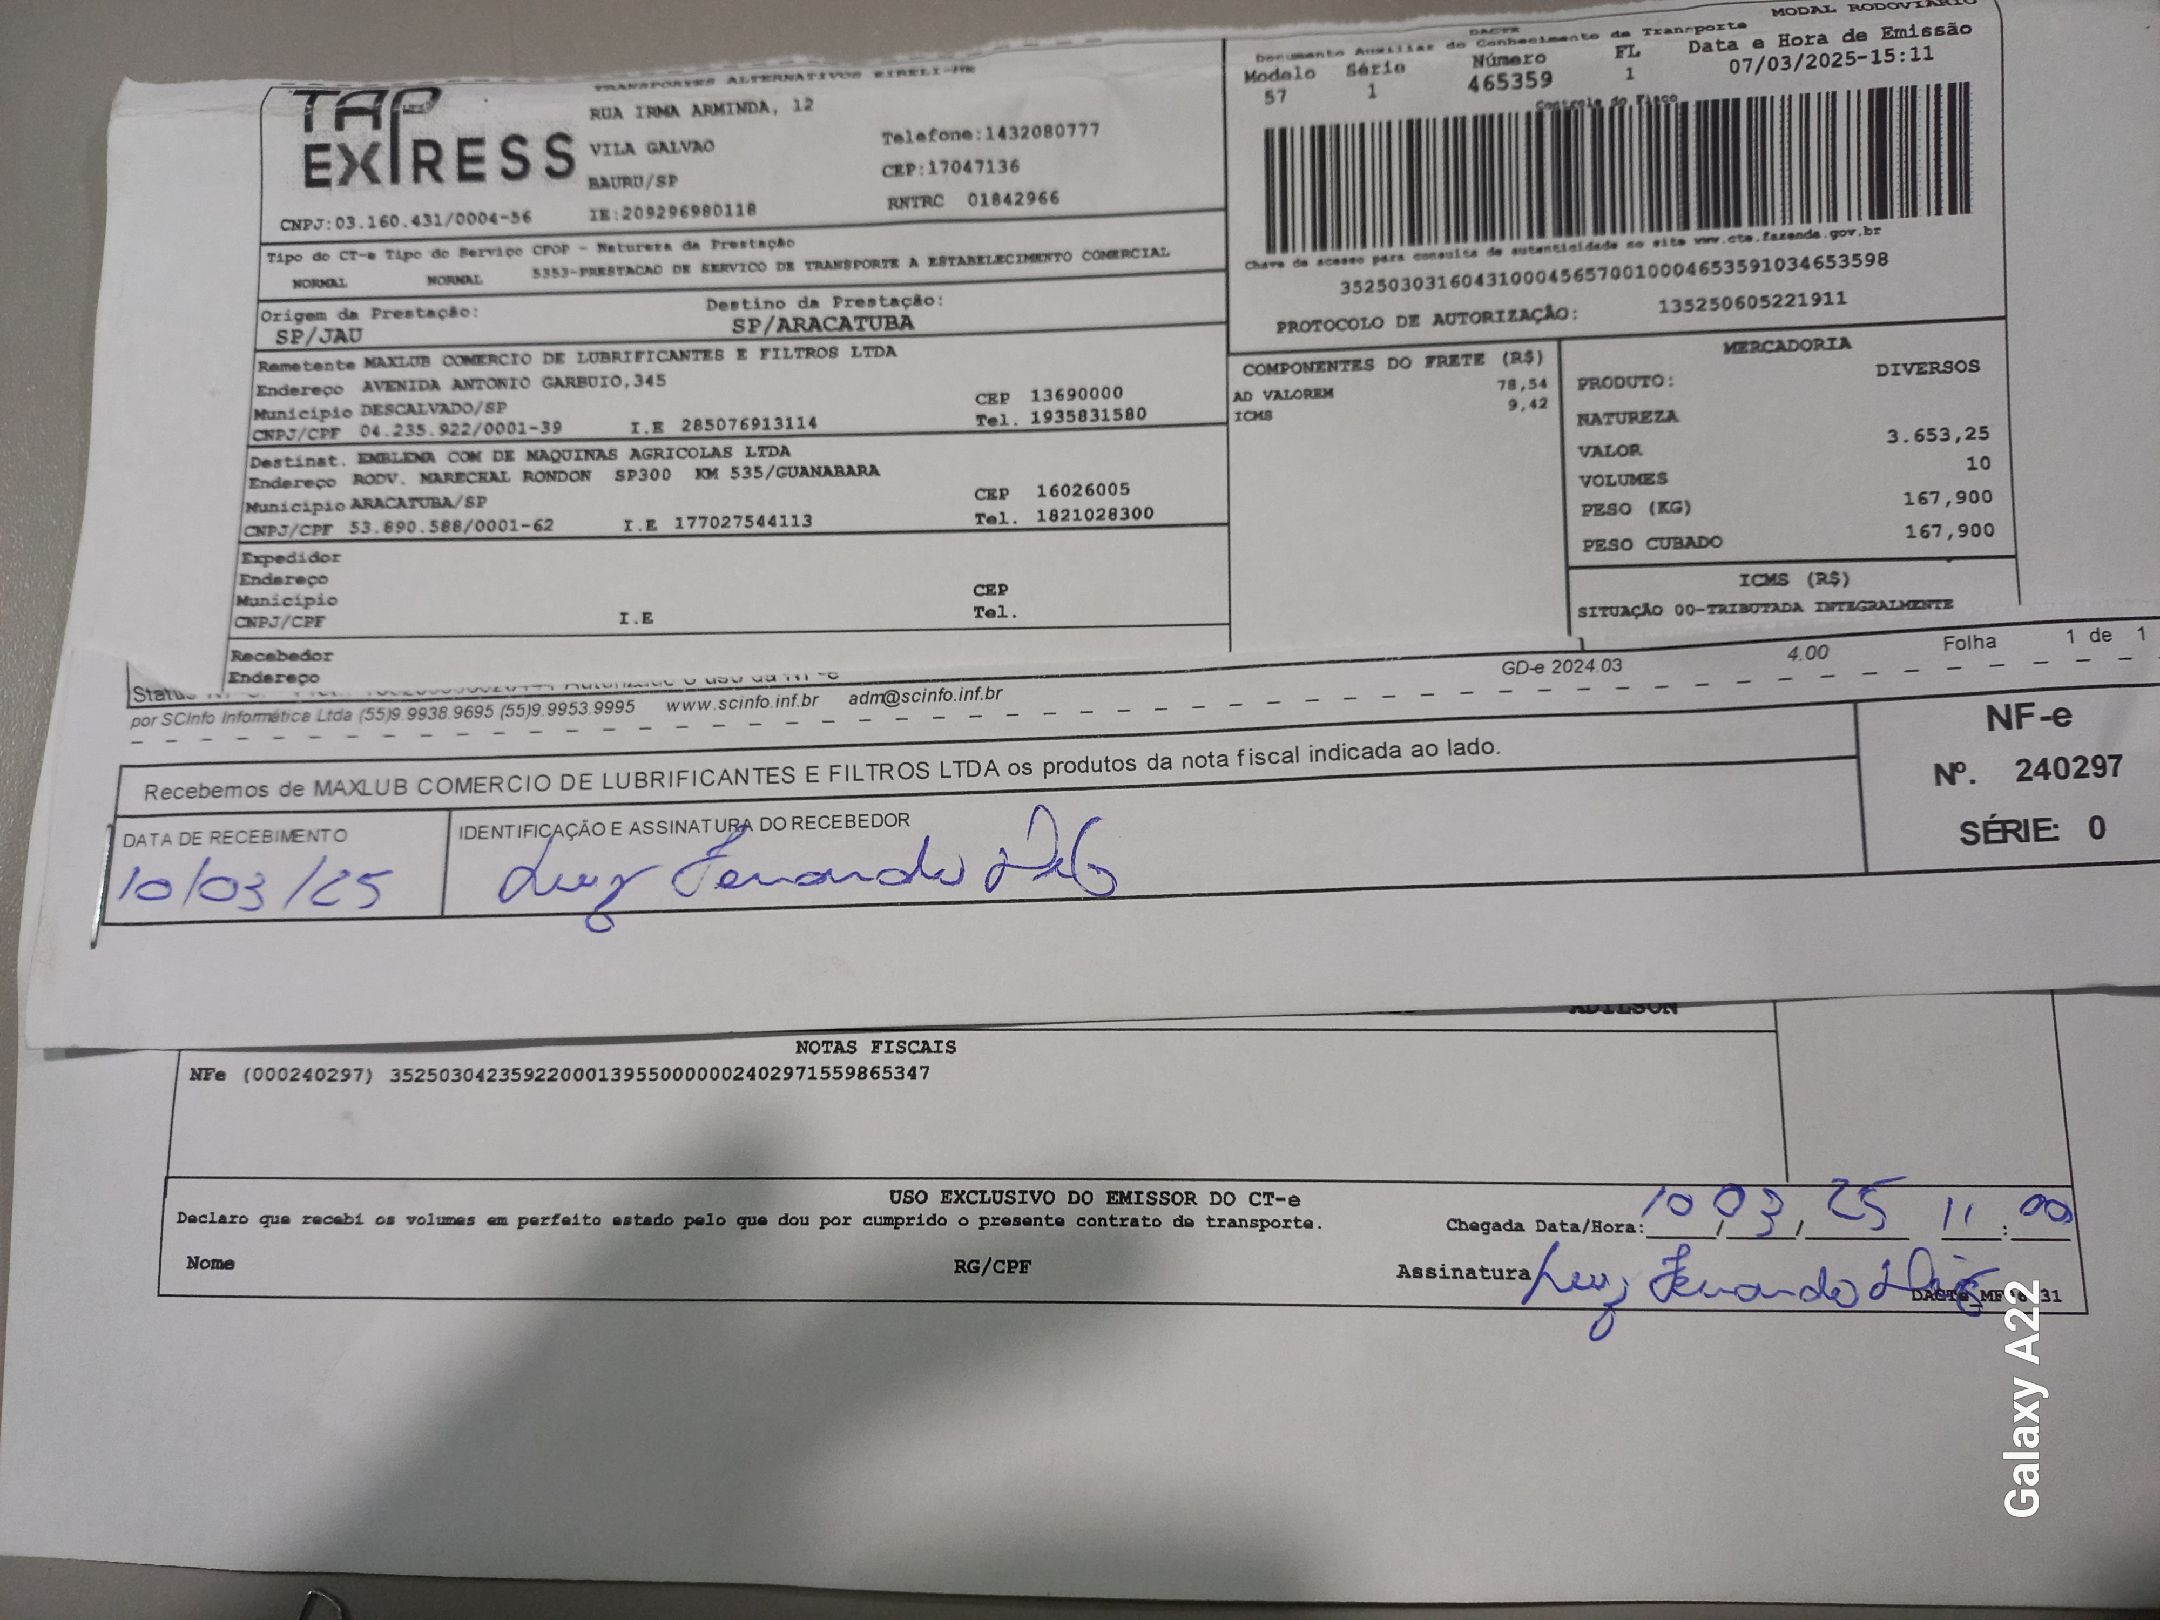 TAP EXPRESS
TRANSPORTES ALTERNATIVOS EIRELI-ME
RUA IRMA ARMINDA, 12
VILA GALVAO
BAURU/SP
IE:209296980118
Telefone:1432080777
CEP:17047136
RNTRC 01842966
CNPJ:03.160.431/0004-56
MODAL RODOVIÁRIO
DACTE
Documento Auxiliar do Conhecimento de Transporte
Modelo Série Número FL Data e Hora de Emissão
57 1 465359 1 07/03/2025-15:11
Controle do Fisco
Chave de acesso para consulta de autenticidade no site www.cte.fazenda.gov.br
35250303160431000456570010004653591034653598
PROTOCOLO DE AUTORIZAÇÃO: 135250605221911
Tipo do CT-e Tipo do Serviço CFOP - Natureza da Prestação
NORMAL NORMAL 5353-PRESTACAO DE SERVICO DE TRANSPORTE A ESTABELECIMENTO COMERCIAL
Origem da Prestação: Destino da Prestação:
SP/JAU SP/ARACATUBA
Remetente MAXLUB COMERCIO DE LUBRIFICANTES E FILTROS LTDA
Endereço AVENIDA ANTONIO GARBUIO,345
Município DESCALVADO/SP CEP 13690000
CNPJ/CPF 04.235.922/0001-39 I.E 285076913114 Tel. 1935831580
Destinat. EMBLEMA COM DE MAQUINAS AGRICOLAS LTDA
Endereço RODV. MARECHAL RONDON SP300 KM 535/GUANABARA
Município ARACATUBA/SP CEP 16026005
CNPJ/CPF 53.890.588/0001-62 I.E 177027544113 Tel. 1821028300
Expedidor
Endereço
Município CEP
CNPJ/CPF I.E Tel.
Recebedor
Endereço
COMPONENTES DO FRETE (R$)
AD VALOREM 78,54
ICMS 9,42
MERCADORIA
PRODUTO: DIVERSOS
NATUREZA
VALOR 3.653,25
VOLUMES 10
PESO (KG) 167,900
PESO CUBADO 167,900
ICMS (R$)
SITUAÇÃO 00-TRIBUTADA INTEGRALMENTE
Autorizado o uso da NF-e
por SCInfo Informática Ltda (55)9.9938.9695 (55)9.9953.9995 www.scinfo.inf.br adm@scinfo.inf.br
GD-e 2024.03 4.00 Folha 1 de 1
Recebemos de MAXLUB COMERCIO DE LUBRIFICANTES E FILTROS LTDA os produtos da nota fiscal indicada ao lado.
NF-e
Nº. 240297
SÉRIE: 0
DATA DE RECEBIMENTO IDENTIFICAÇÃO E ASSINATURA DO RECEBEDOR
10/03/25 Luiz Fernando
ADILSON
NOTAS FISCAIS
NFe (000240297) 35250304235922000139550000002402971559865347
USO EXCLUSIVO DO EMISSOR DO CT-e
Declaro que recebi os volumes em perfeito estado pelo que dou por cumprido o presente contrato de transporte.
Chegada Data/Hora: 10/03/25 11:00
Nome RG/CPF Assinatura Luiz Fernando
Galaxy A22